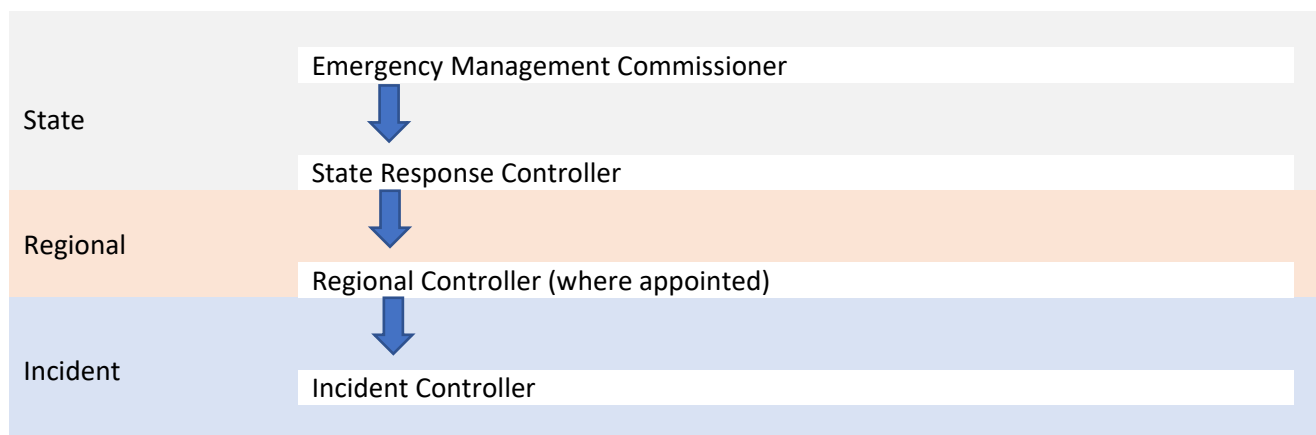 Emergency Management Commissioner
State
State Response Controller
Regional
Regional Controller (where appointed)
Incident
Incident Controller